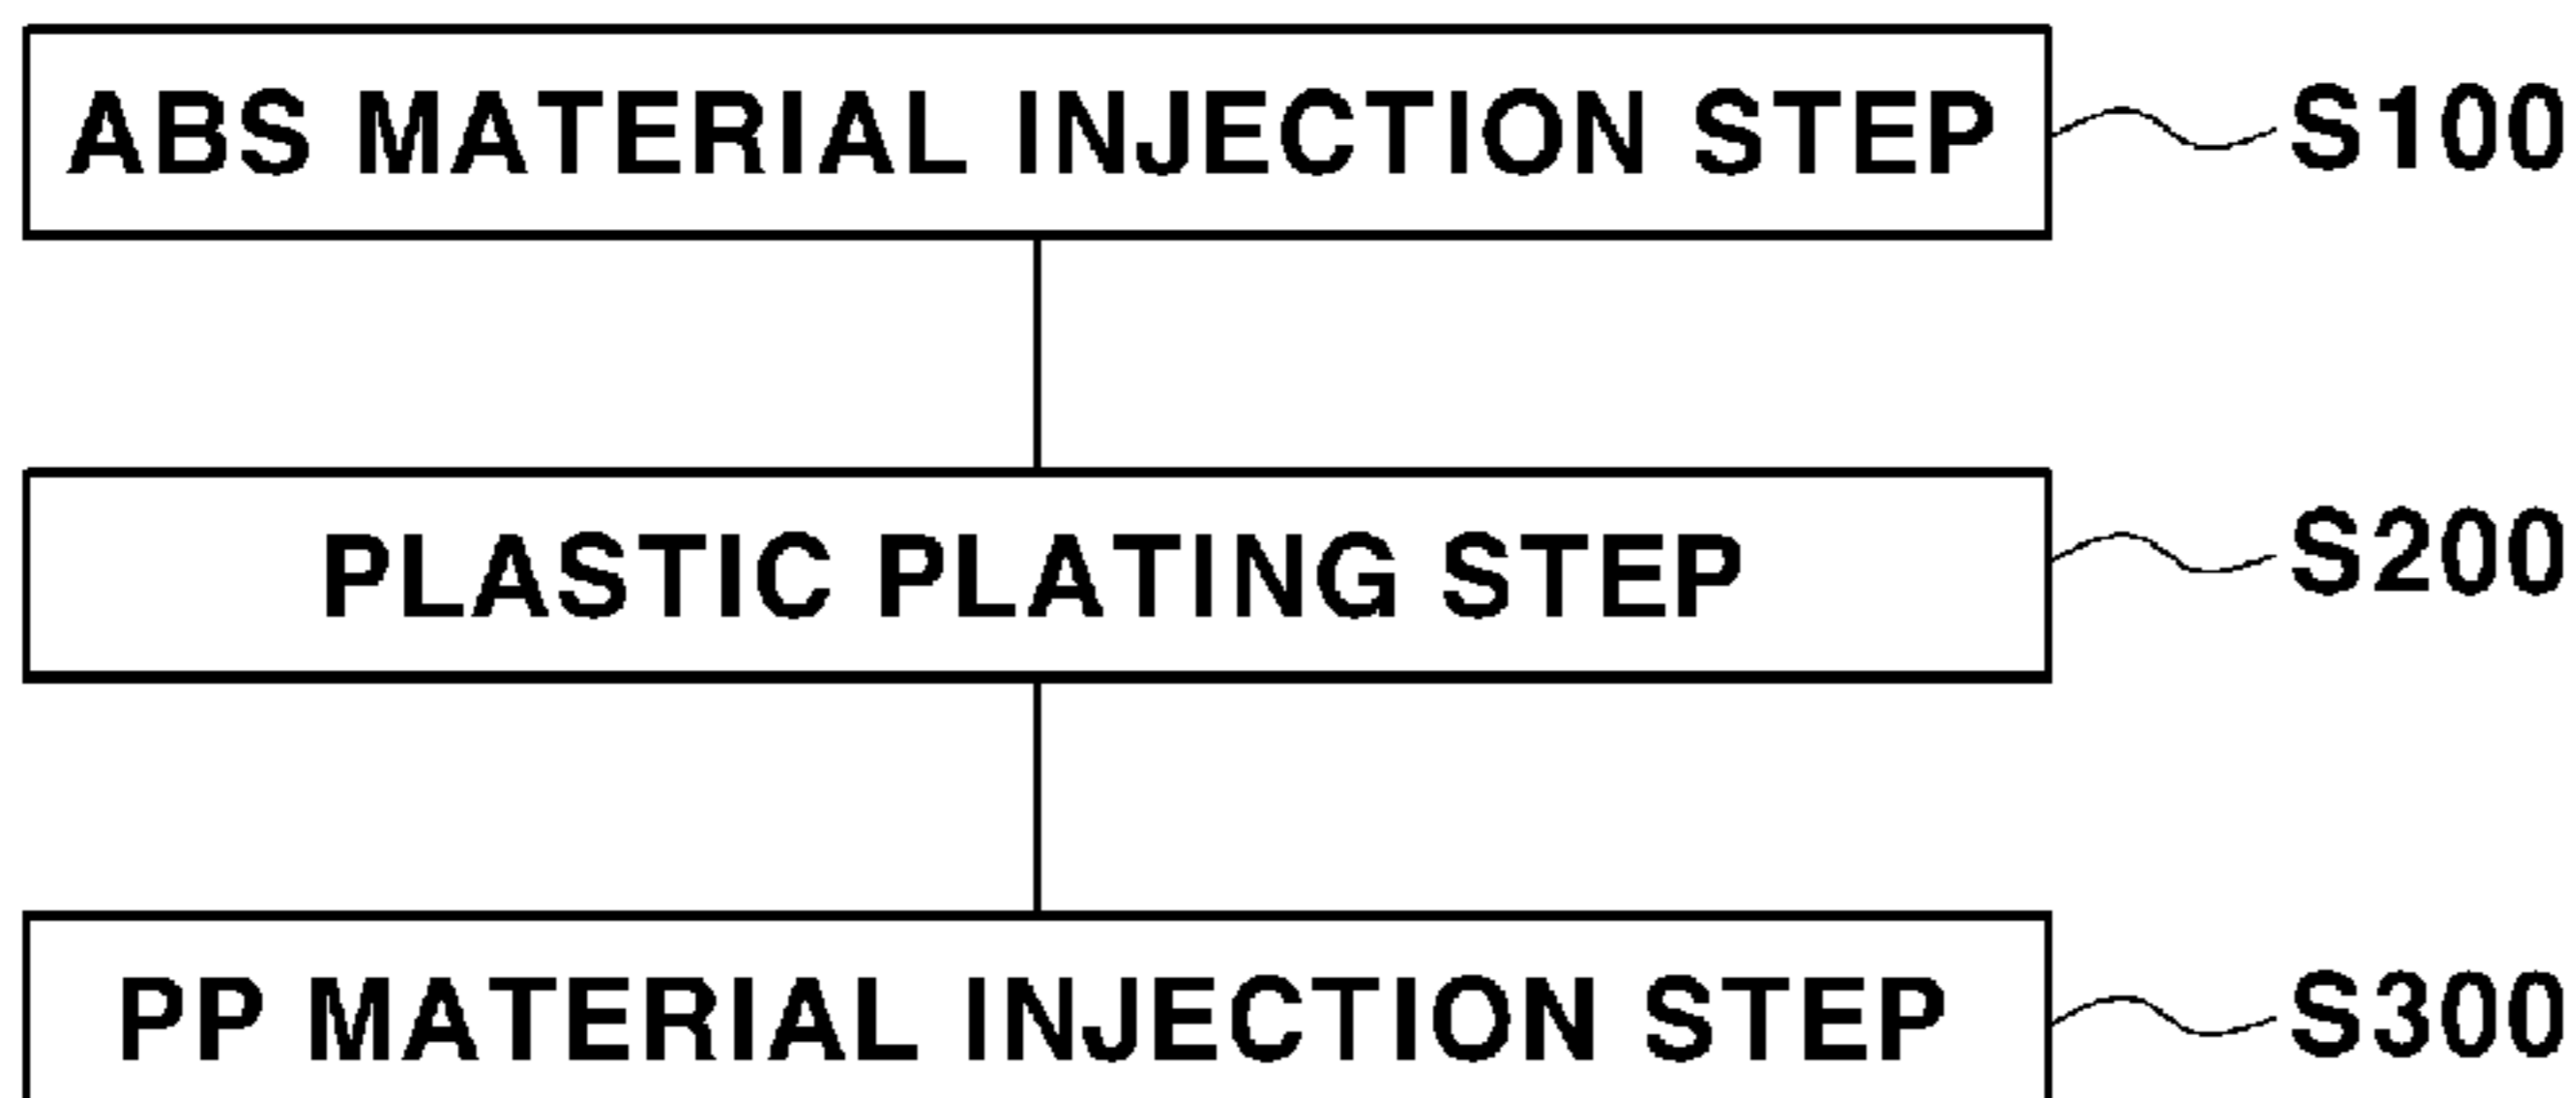 ABS MATERIAL INJECTION STEP S100
PLASTIC PLATING STEP S200
PP MATERIAL INJECTION STEP S300